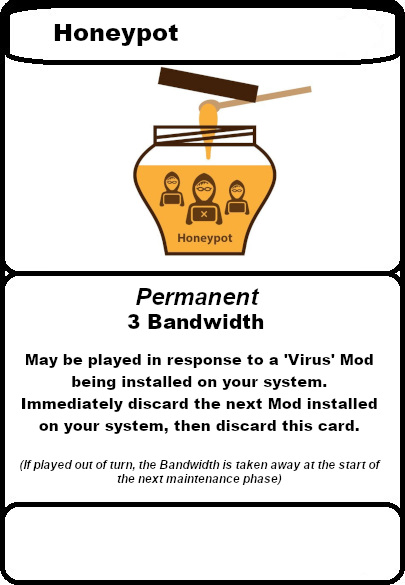 Honeypot
Honeypot
Permanent
3 Bandwidth
May be played in response to a 'Virus' Mod
being installed on your system.
Immediately discard the next Mod installed
on your system, then discard this card.
(If played out of turn, the Bandwidth is taken away at the start of
the next maintenance phase)